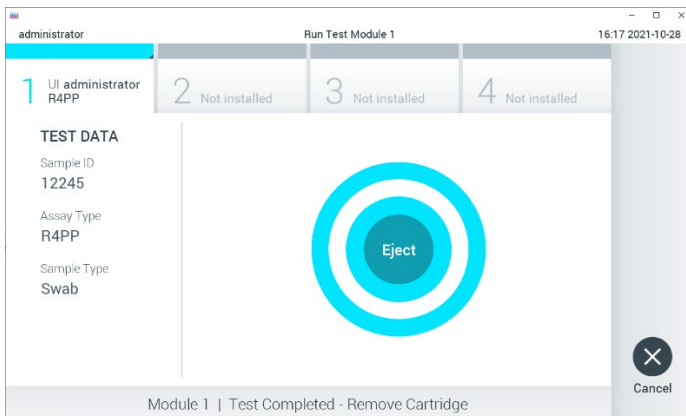 administrator Run Test Module 1 16:17 2021-10-28
1 UI administrator
R4PP
2 Not installed
3 Not installed
4 Not installed
TEST DATA
Sample ID
12245
Assay Type
R4PP
Sample Type
Swab
Eject
Cancel
Module 1 | Test Completed - Remove Cartridge